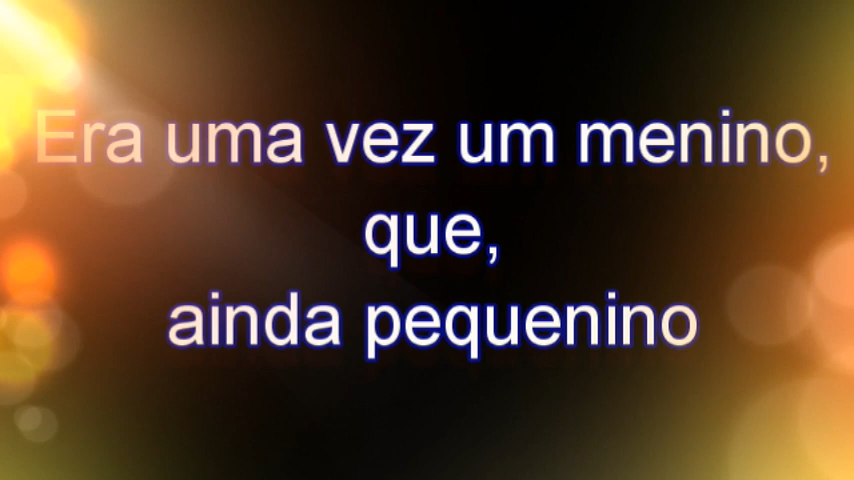 Era uma vez um menino,
que,
ainda pequenino